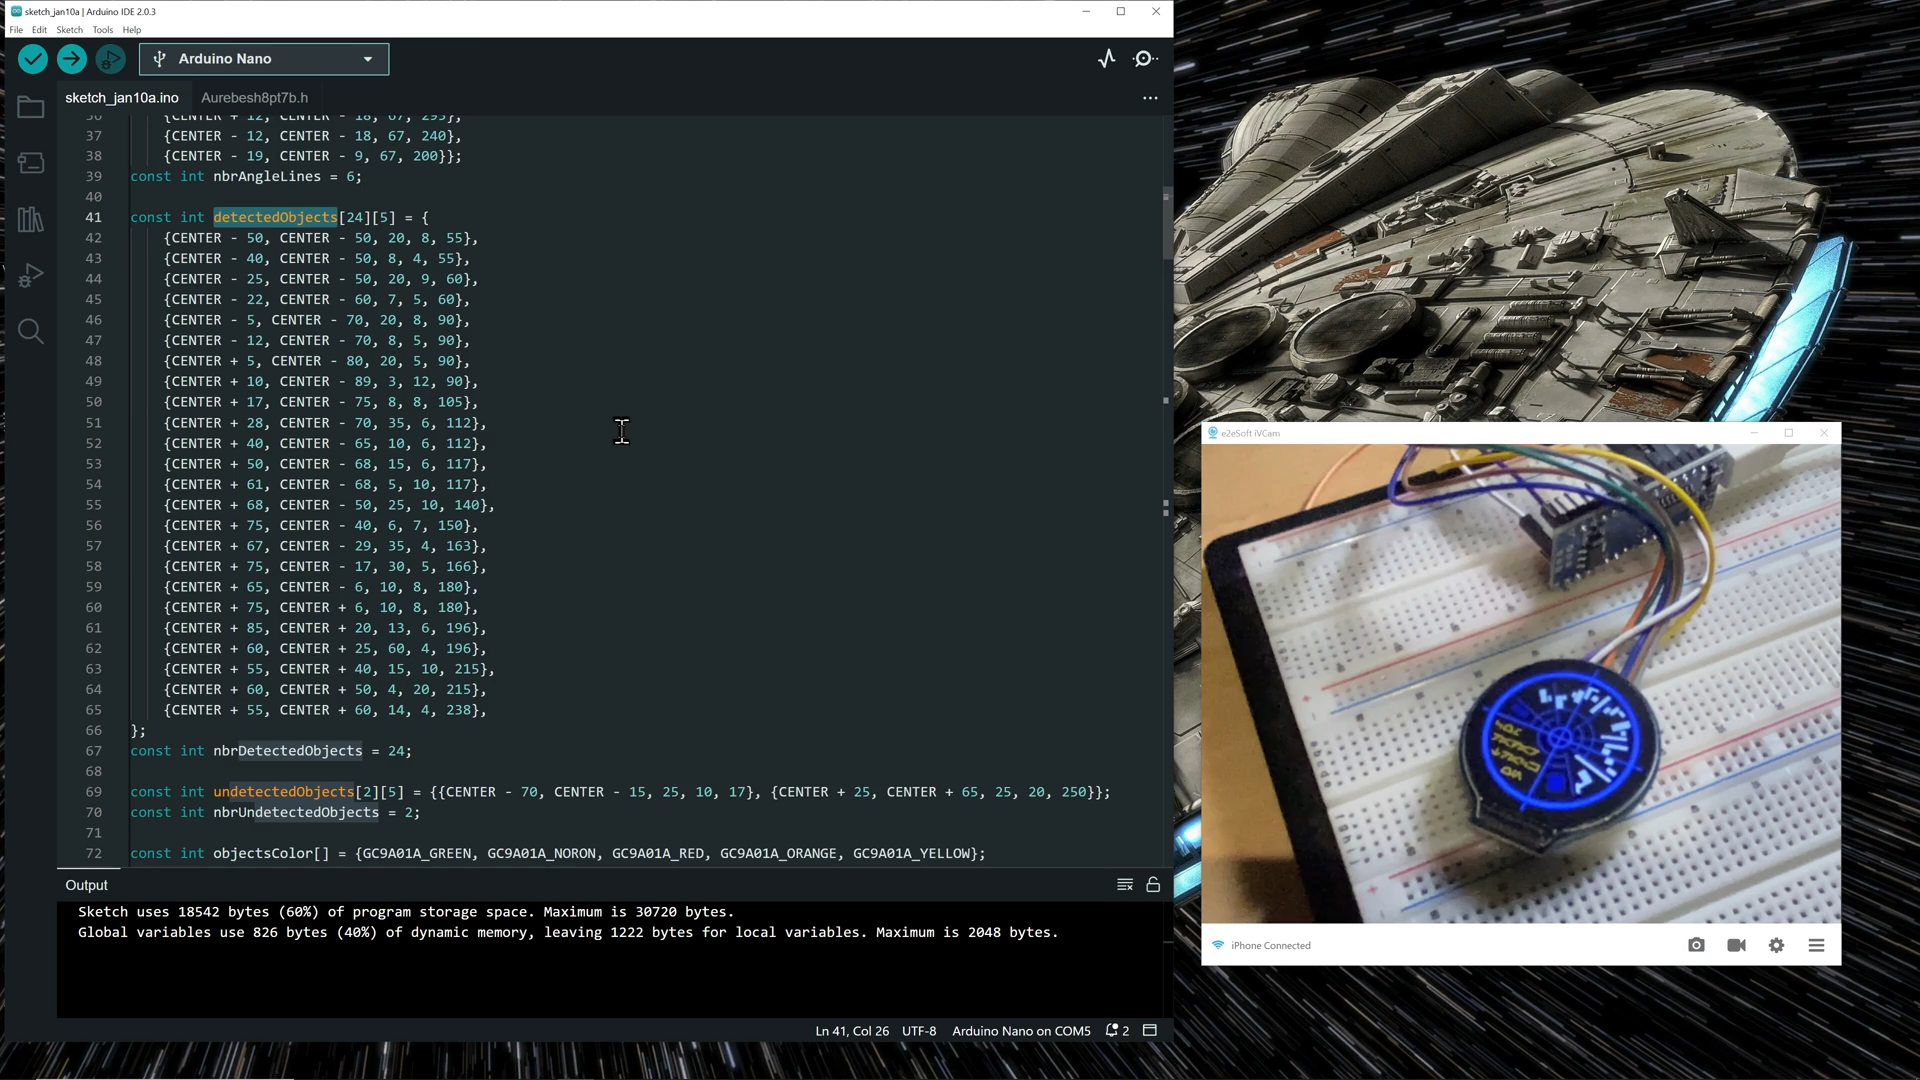 sketch_jan10a | Arduino IDE 2.0.3
File Edit Sketch Tools Help
Arduino Nano
sketch_jan10a.ino Aurebesh8pt7b.h
36 {CENTER + 12, CENTER - 18, 67, 295},
37 {CENTER - 12, CENTER - 18, 67, 240},
38 {CENTER - 19, CENTER - 9, 67, 200}};
39 const int nbrAngleLines = 6;
40
41 const int detectedObjects[24][5] = {
42 {CENTER - 50, CENTER - 50, 20, 8, 55},
43 {CENTER - 40, CENTER - 50, 8, 4, 55},
44 {CENTER - 25, CENTER - 50, 20, 9, 60},
45 {CENTER - 22, CENTER - 60, 7, 5, 60},
46 {CENTER - 5, CENTER - 70, 20, 8, 90},
47 {CENTER - 12, CENTER - 70, 8, 5, 90},
48 {CENTER + 5, CENTER - 80, 20, 5, 90},
49 {CENTER + 10, CENTER - 89, 3, 12, 90},
50 {CENTER + 17, CENTER - 75, 8, 8, 105},
51 {CENTER + 28, CENTER - 70, 35, 6, 112},
52 {CENTER + 40, CENTER - 65, 10, 6, 112},
53 {CENTER + 50, CENTER - 68, 15, 6, 117},
54 {CENTER + 61, CENTER - 68, 5, 10, 117},
55 {CENTER + 68, CENTER - 50, 25, 10, 140},
56 {CENTER + 75, CENTER - 40, 6, 7, 150},
57 {CENTER + 67, CENTER - 29, 35, 4, 163},
58 {CENTER + 75, CENTER - 17, 30, 5, 166},
59 {CENTER + 65, CENTER - 6, 10, 8, 180},
60 {CENTER + 75, CENTER + 6, 10, 8, 180},
61 {CENTER + 85, CENTER + 20, 13, 6, 196},
62 {CENTER + 60, CENTER + 25, 60, 4, 196},
63 {CENTER + 55, CENTER + 40, 15, 10, 215},
64 {CENTER + 60, CENTER + 50, 4, 20, 215},
65 {CENTER + 55, CENTER + 60, 14, 4, 238},
66 };
67 const int nbrDetectedObjects = 24;
68
69 const int undetectedObjects[2][5] = {{CENTER - 70, CENTER - 15, 25, 10, 17}, {CENTER + 25, CENTER + 65, 25, 20, 250}};
70 const int nbrUndetectedObjects = 2;
71
72 const int objectsColor[] = {GC9A01A_GREEN, GC9A01A_NORON, GC9A01A_RED, GC9A01A_ORANGE, GC9A01A_YELLOW};
Output
Sketch uses 18542 bytes (60%) of program storage space. Maximum is 30720 bytes.
Global variables use 826 bytes (40%) of dynamic memory, leaving 1222 bytes for local variables. Maximum is 2048 bytes.
Ln 41, Col 26 UTF-8 Arduino Nano on COM5 2
e2eSoft iVCam
iPhone Connected